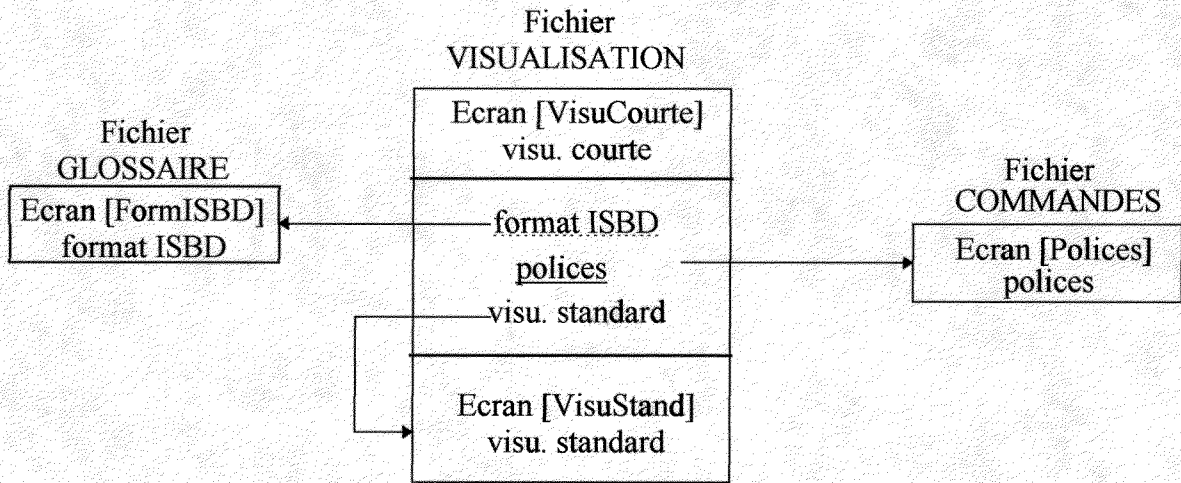 Fichier
VISUALISATION
Ecran [VisuCourte]
visu. courte
Fichier
GLOSSAIRE
Ecran [FormISBD]
format ISBD
format ISBD
polices
visu. standard
Fichier
COMMANDES
Ecran [Polices]
polices
Ecran [VisuStand]
visu. standard